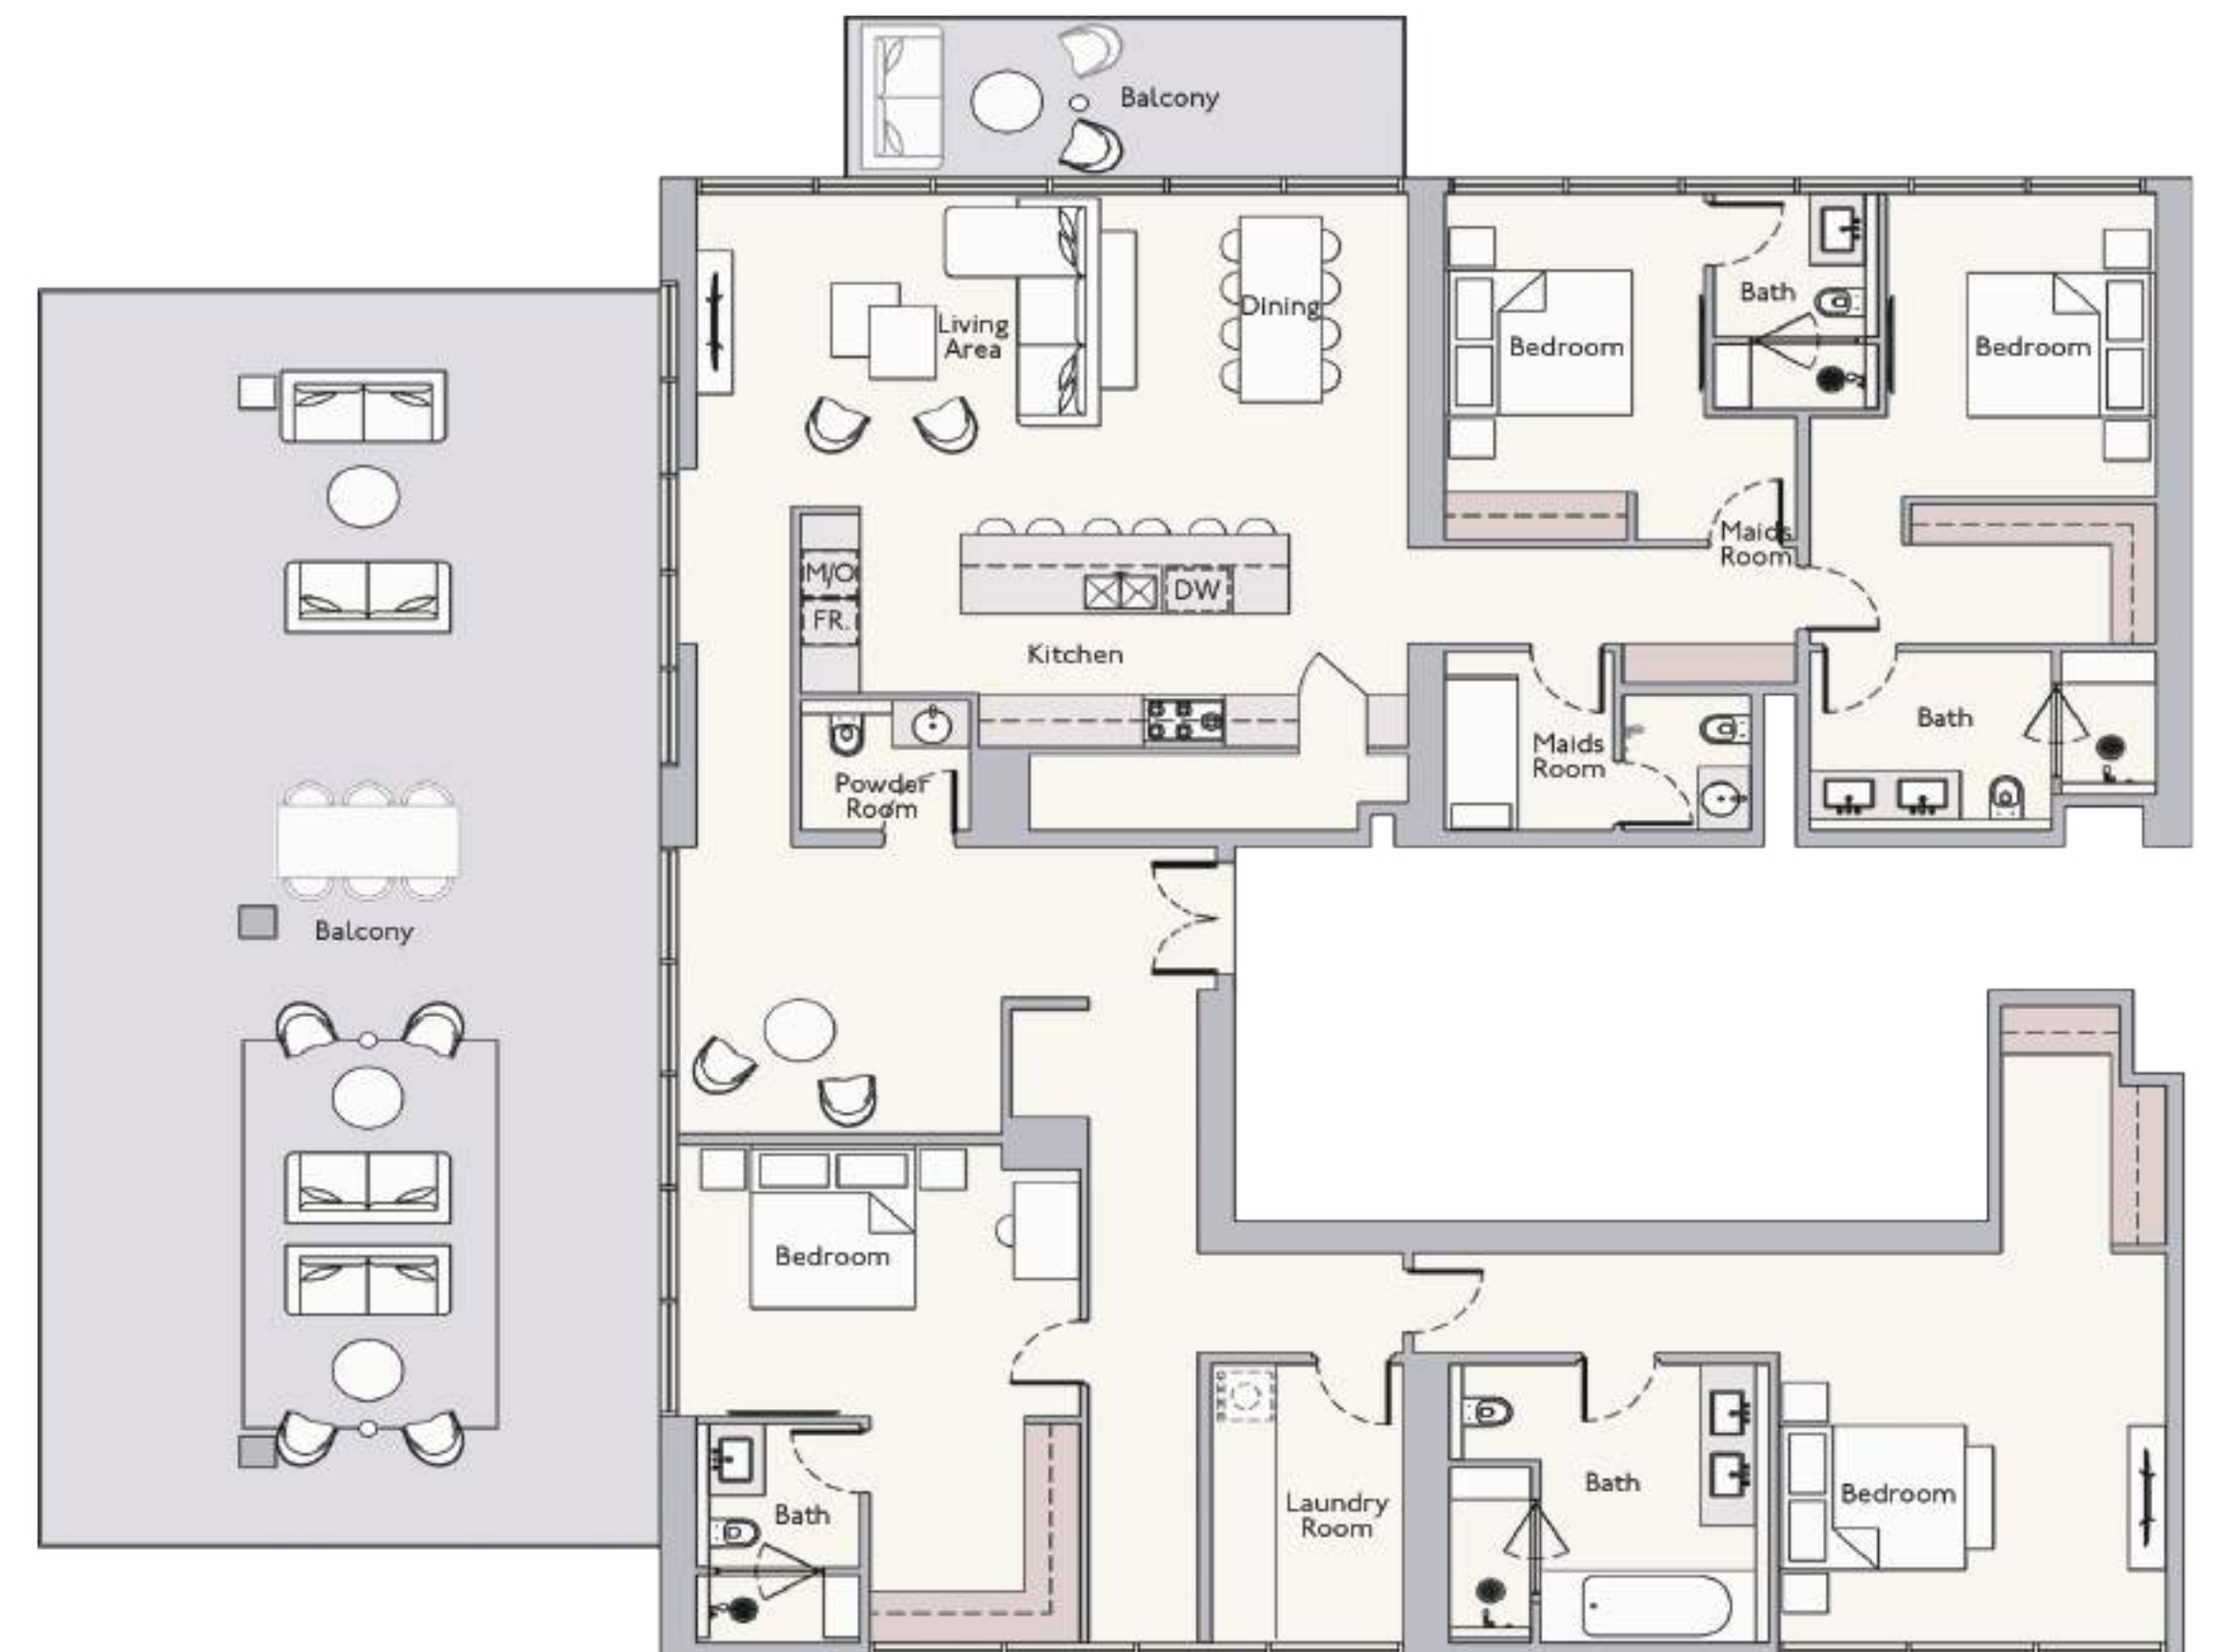 Balcony
Living
Area
Dining
Bedroom
Bath
Bedroom
Maids
Room
M/O
FR.
DW
Kitchen
Powder
Room
Maids
Room
Bath
Balcony
Bedroom
Bath
Laundry
Room
Bath
Bedroom